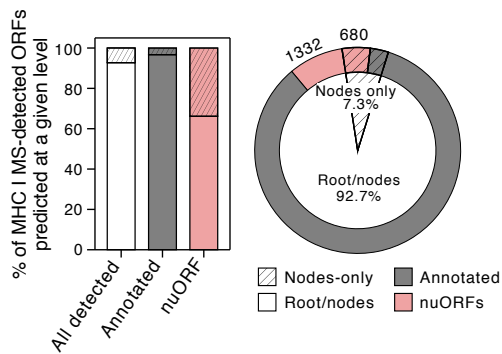 % of MHC I MS-detected ORFs
predicted at a given level
100
80
60
40
20
0
All detected
Annotated
nuORF
1332
680
Nodes only
7.3%
Root/nodes
92.7%
Nodes-only
Annotated
Root/nodes
nuORFs